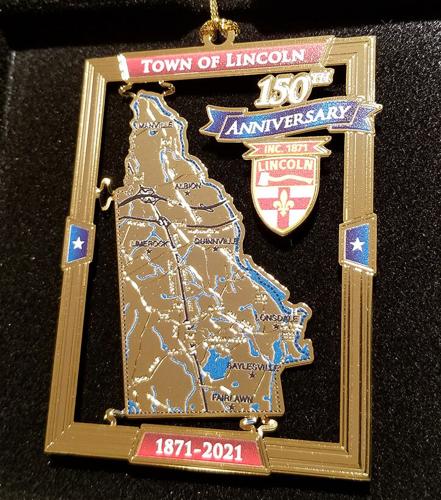 TOWN OF LINCOLN
150TH
ANNIVERSARY
INC. 1871
LINCOLN
MANVILLE
ALBION
LIMEROCK
QUINNVILLE
LONSDALE
SAYLESVILLE
FAIRLAWN
1871-2021